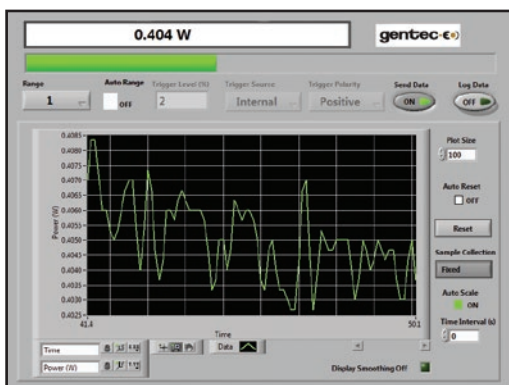 0.404 W
gentec-e
Range
Auto Range
Trigger Level (%)
Trigger Source
Trigger Polarity
Send Data
Log Data
1
OFF
2
Internal
Positive
ON
OFF
Plot Size
100
Auto Reset
OFF
Reset
Sample Collection
Fixed
Auto Scale
ON
Time Interval (s)
0
Power (W)
0.4085
0.4075
0.4070
0.4065
0.4060
0.4055
0.4050
0.4045
0.4040
0.4035
0.4030
0.4025
41.4
50.1
Time
Time
Power (W)
Data
Display Smoothing Off